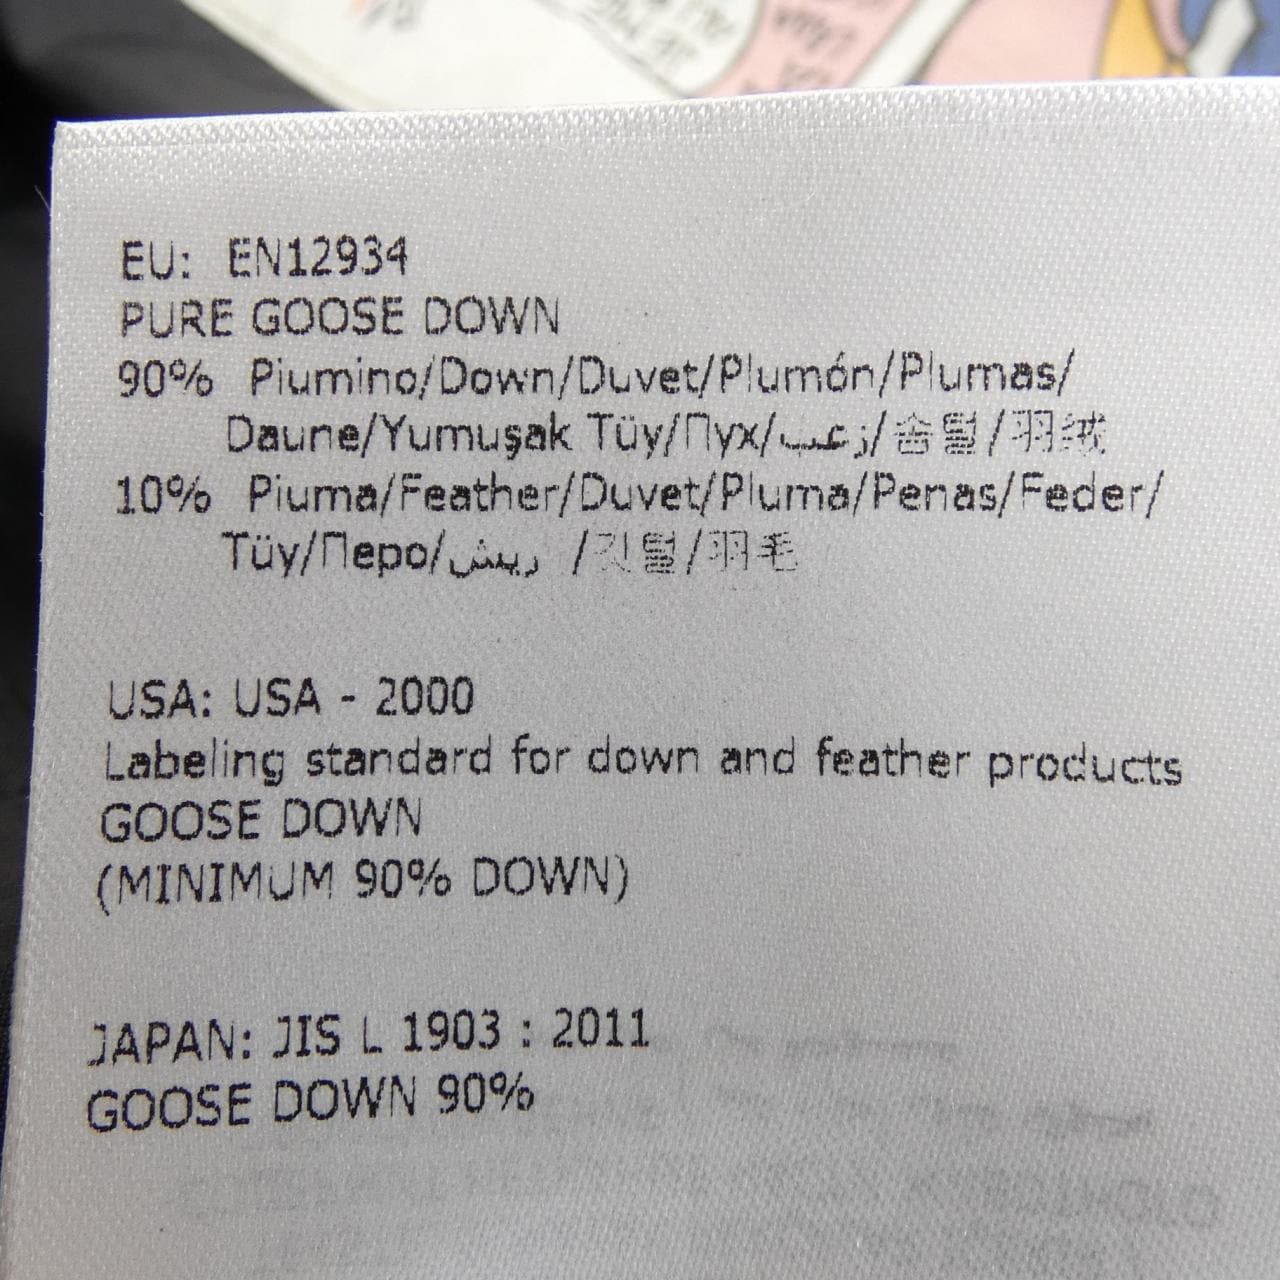 EU: EN12934
PURE GOOSE DOWN
90% Piumino/Down/Duvet/Plumón/Plumas/
Daune/Yumuşak Tüy/Пух/زغب/솜털/羽绒
10% Piuma/Feather/Duvet/Pluma/Penas/Feder/
Tüy/Перо/ريش /깃털/羽毛
USA: USA - 2000
Labeling standard for down and feather products
GOOSE DOWN
(MINIMUM 90% DOWN)
JAPAN: JIS L 1903 : 2011
GOOSE DOWN 90%